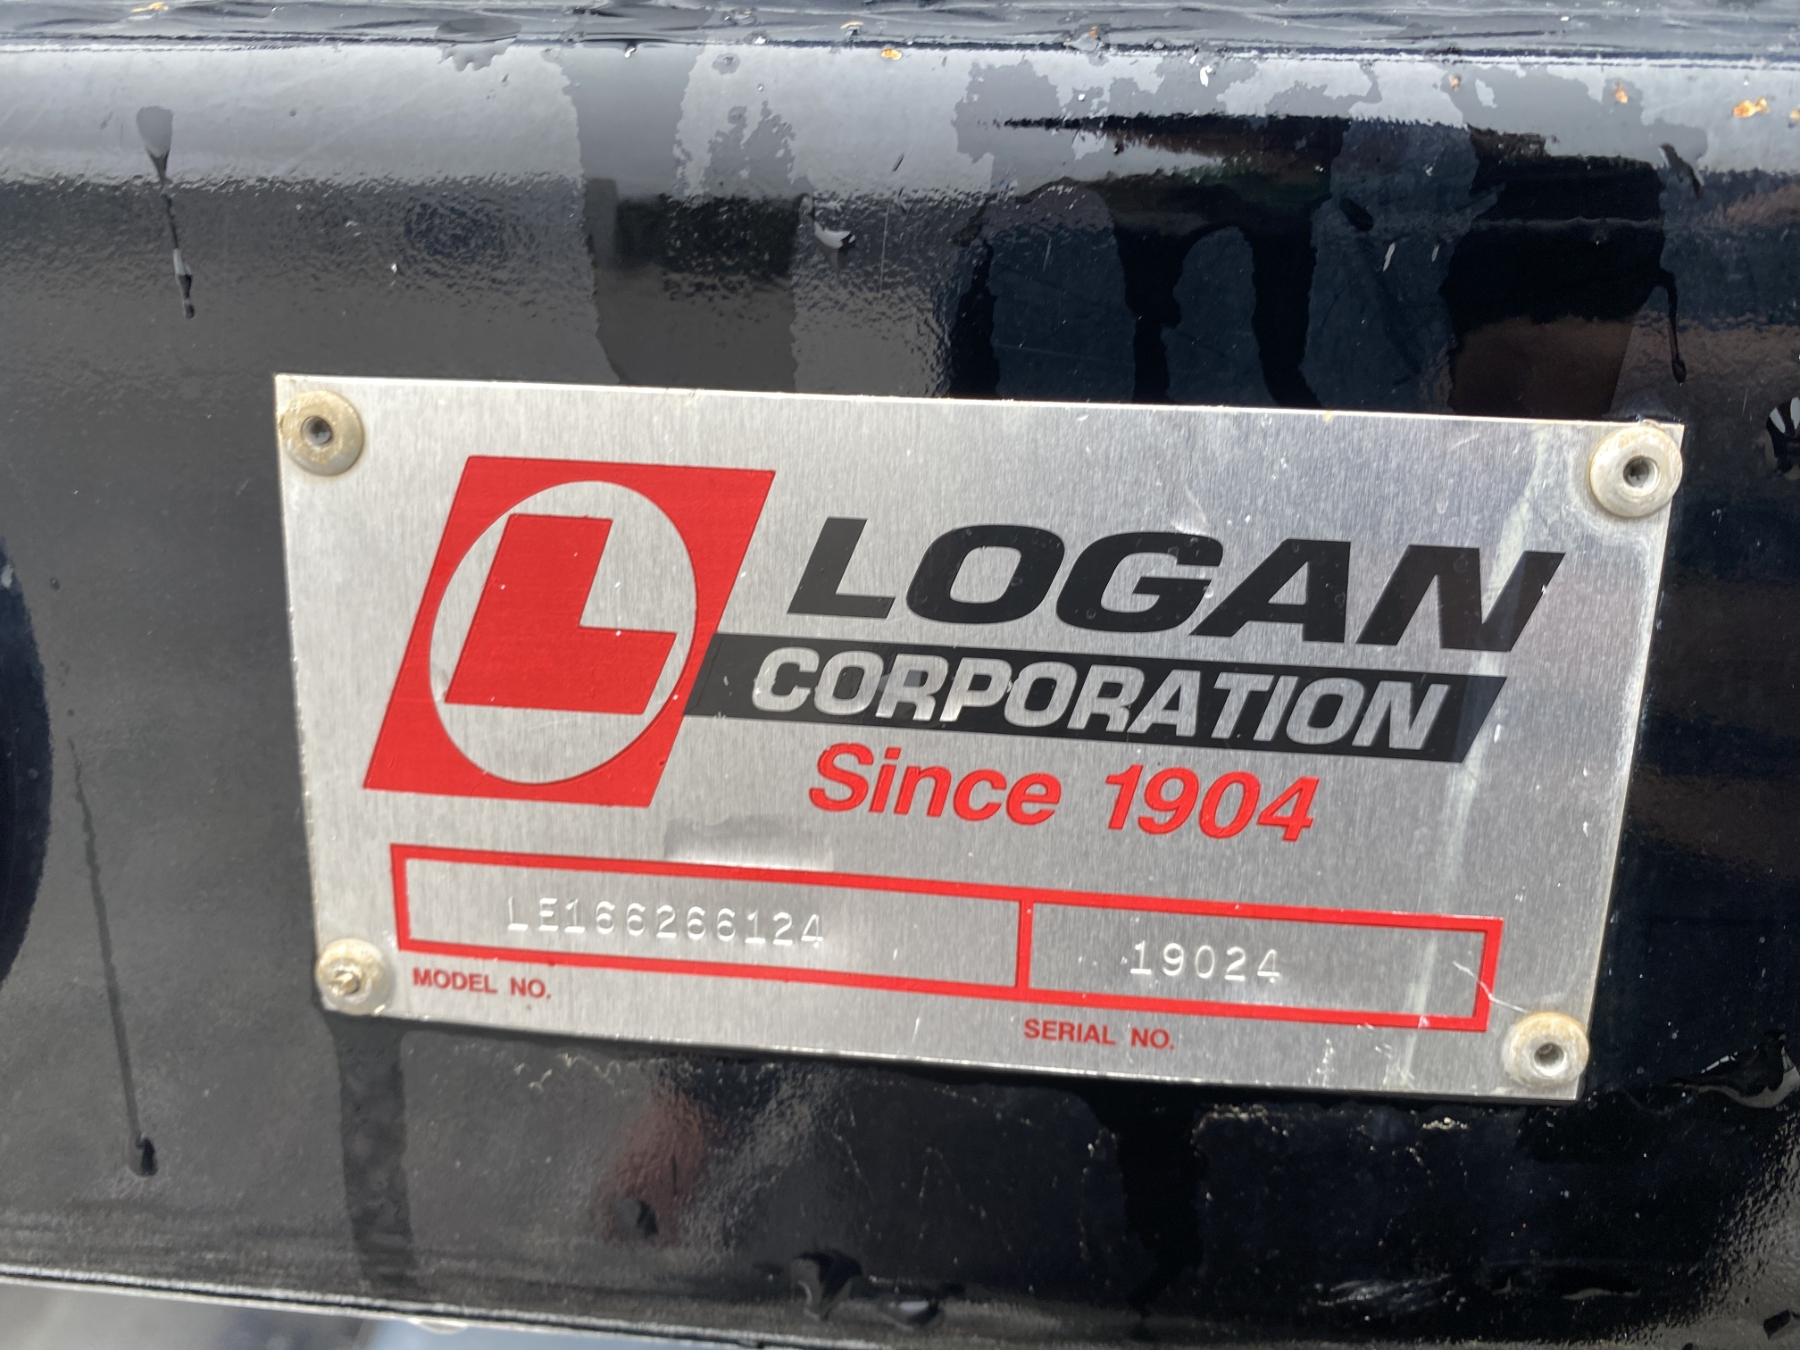 L
LOGAN
CORPORATION
Since 1904
LE166266124
19024
MODEL NO.
SERIAL NO.